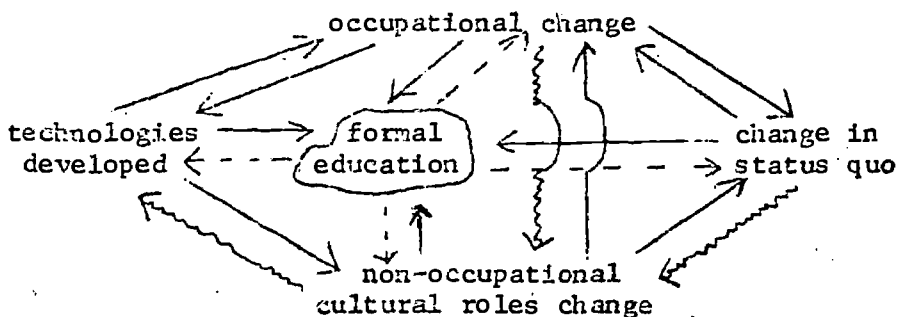 occupational change
technologies
developed
formal
education
change in
status quo
non-occupational
cultural roles change